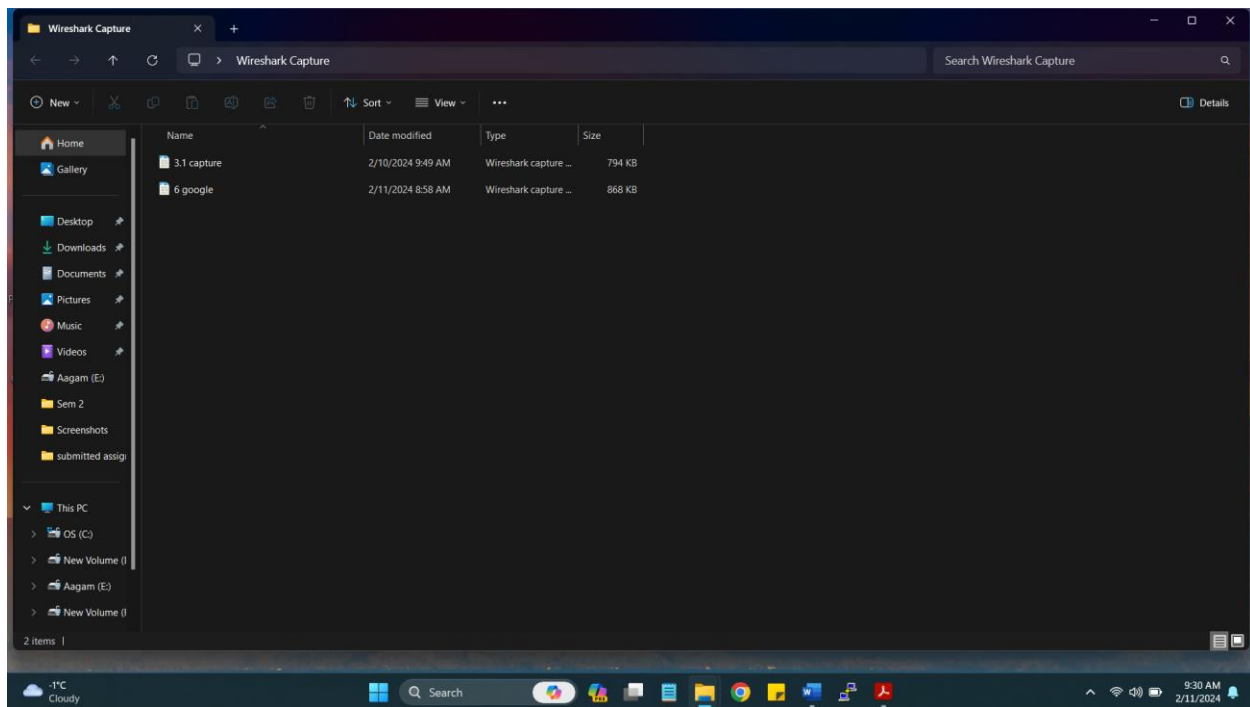 Wireshark Capture
Wireshark Capture
Search Wireshark Capture
New
Sort
View
Details
Name
Date modified
Type
Size
3.1 capture
2/10/2024 9:49 AM
Wireshark capture ...
794 KB
6 google
2/11/2024 8:58 AM
Wireshark capture ...
868 KB
Home
Gallery
Desktop
Downloads
Documents
Pictures
Music
Videos
Aagam (E:)
Sem 2
Screenshots
submitted assig
This PC
OS (C:)
New Volume (
Aagam (E:)
New Volume (
2 items
-1°C
Cloudy
Search
9:30 AM
2/11/2024